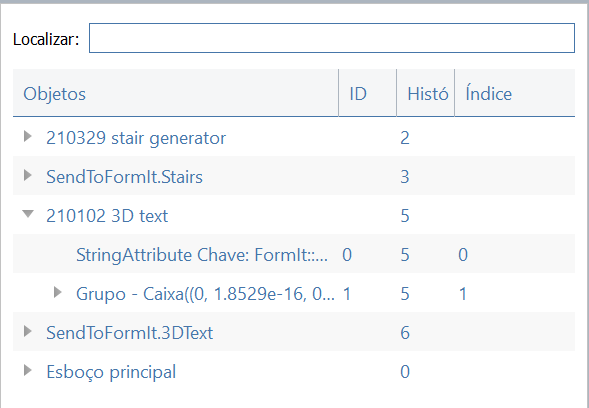 Localizar:
Objetos ID Histó Índice
210329 stair generator 2
SendToFormIt.Stairs 3
210102 3D text 5
StringAttribute Chave: FormIt::... 0 5 0
Grupo - Caixa((0, 1.8529e-16, 0... 1 5 1
SendToFormIt.3DText 6
Esboço principal 0